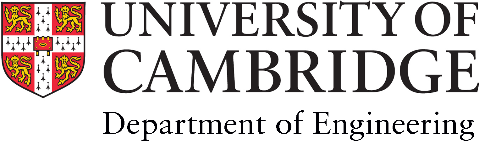 UNIVERSITY OF
CAMBRIDGE
Department of Engineering